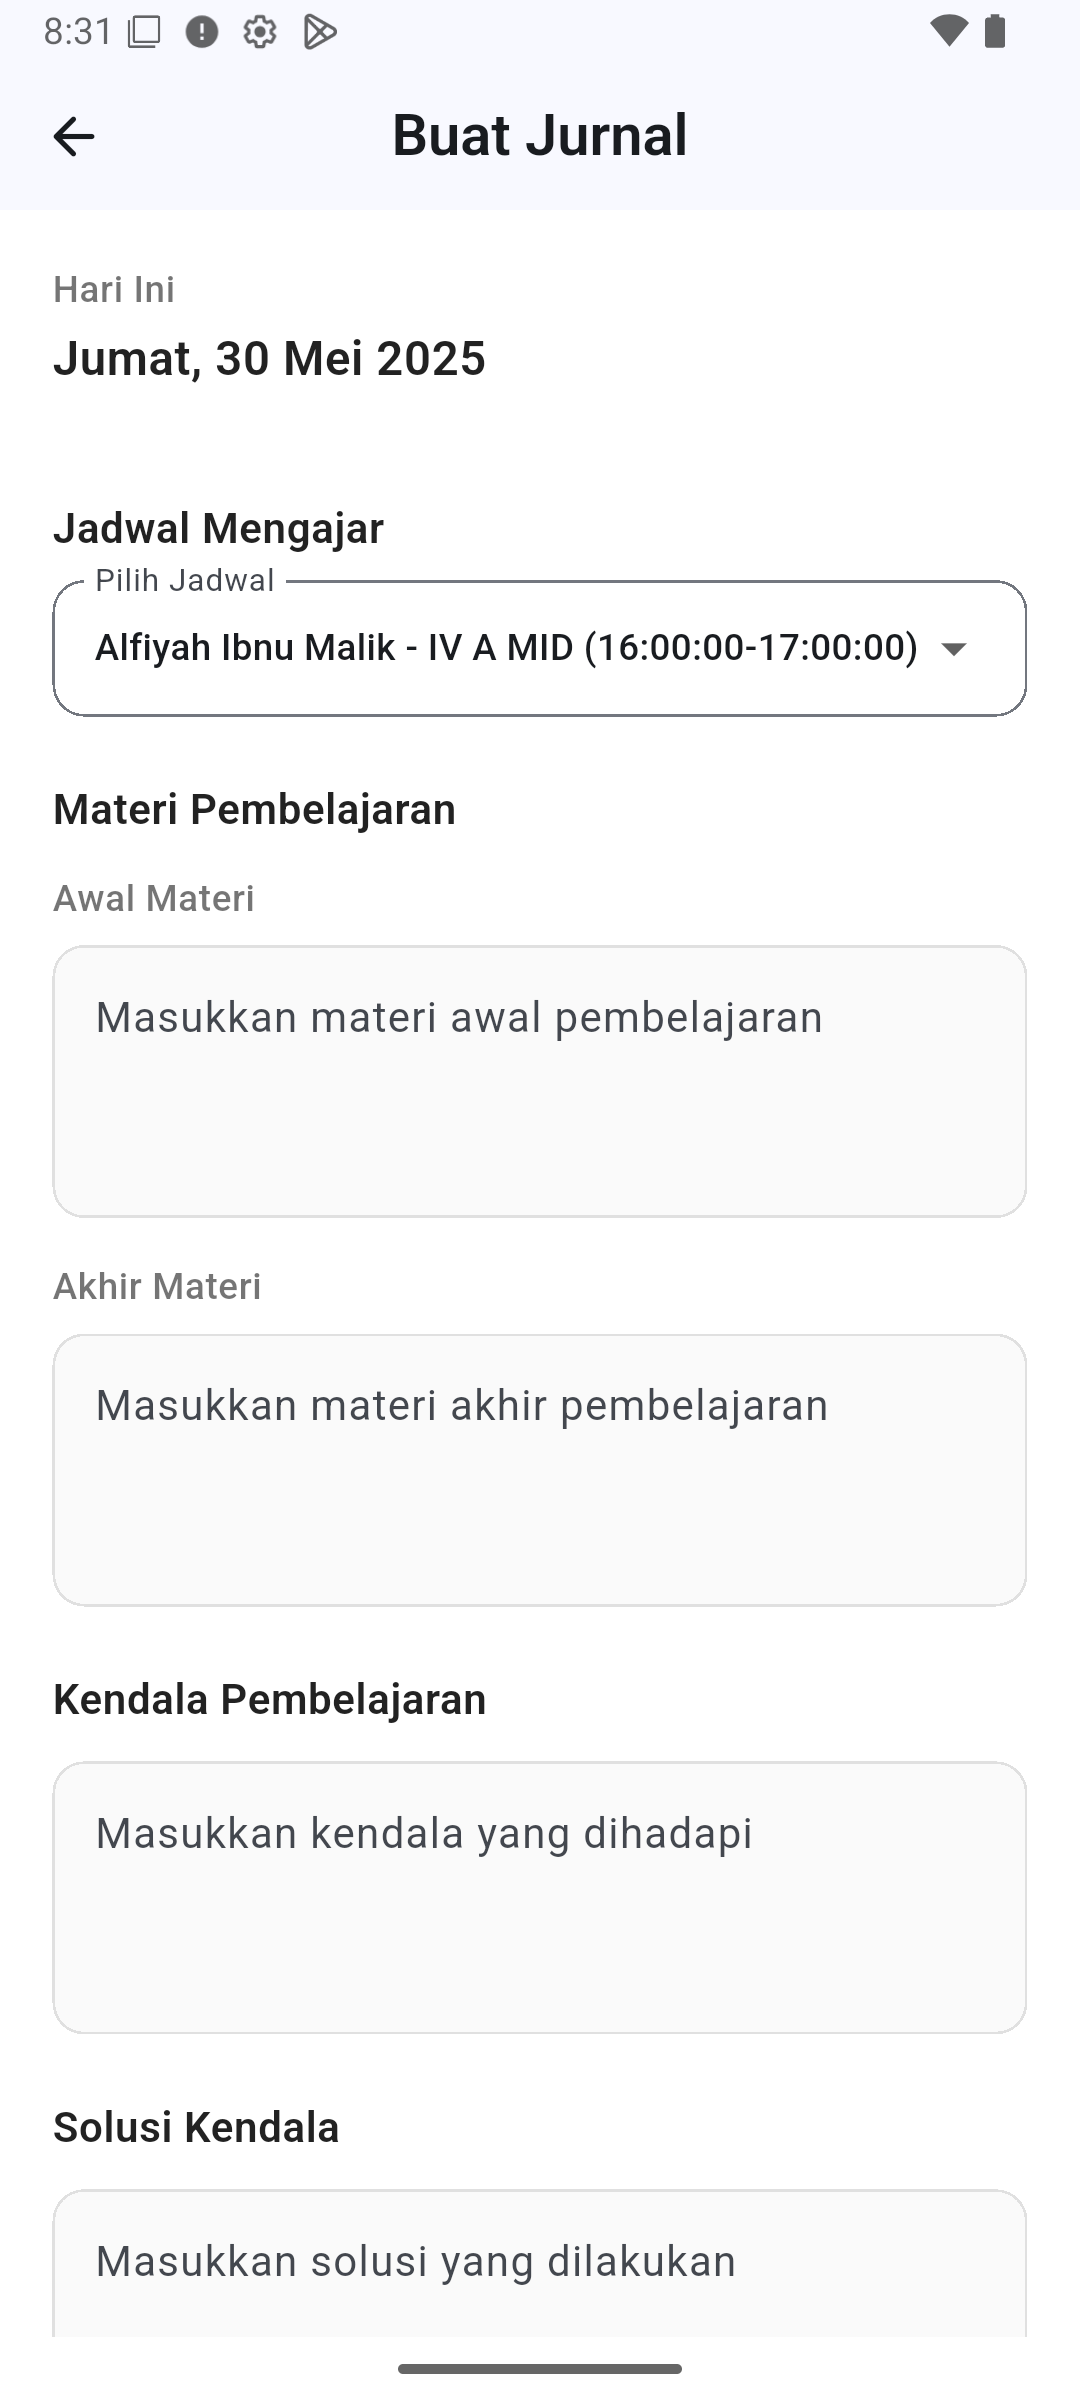 8:31
Buat Jurnal
Hari Ini
Jumat, 30 Mei 2025
Jadwal Mengajar
Pilih Jadwal
Alfiyah Ibnu Malik - IV A MID (16:00:00-17:00:00)
Materi Pembelajaran
Awal Materi
Masukkan materi awal pembelajaran
Akhir Materi
Masukkan materi akhir pembelajaran
Kendala Pembelajaran
Masukkan kendala yang dihadapi
Solusi Kendala
Masukkan solusi yang dilakukan